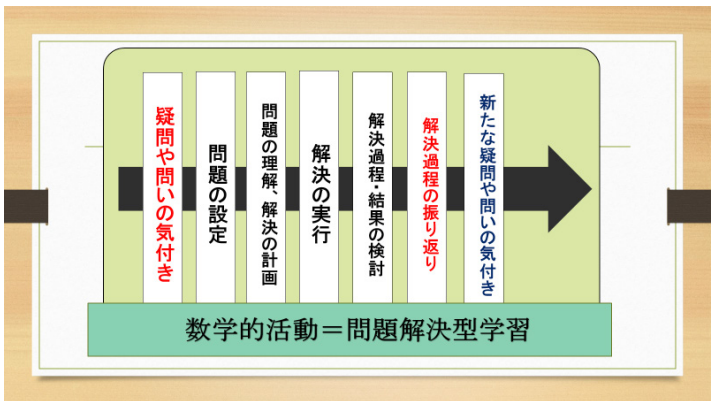 疑問や問いの気付き
問題の設定
問題の理解、解決の計画
解決の実行
解決過程・結果の検討
解決過程の振り返り
新たな疑問や問いの気付き
数学的活動＝問題解決型学習